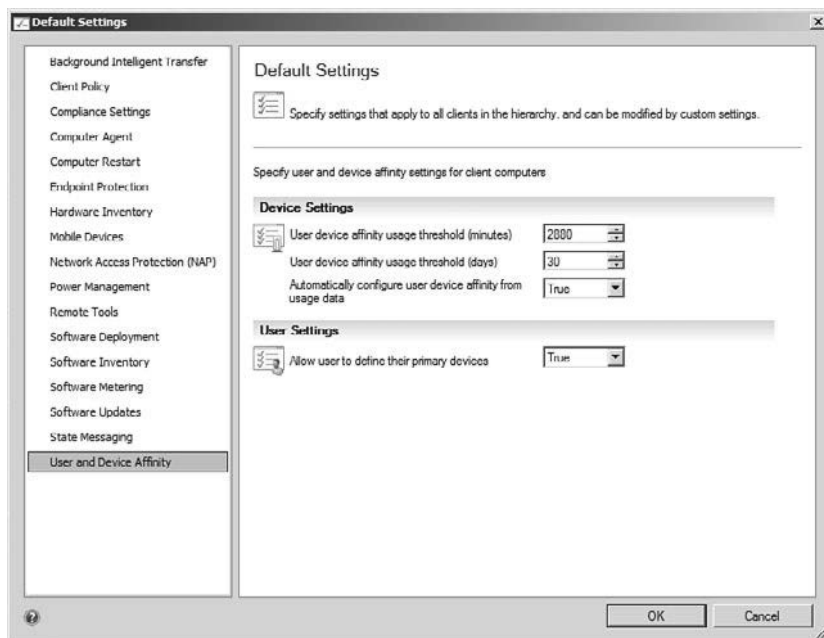 Default Settings
Background Intelligent Transfer
Client Policy
Compliance Settings
Computer Agent
Computer Restart
Endpoint Protection
Hardware Inventory
Mobile Devices
Network Access Protection (NAP)
Power Management
Remote Tools
Software Deployment
Software Inventory
Software Metering
Software Updates
State Messaging
User and Device Affinity
Default Settings
Specify settings that apply to all clients in the hierarchy, and can be modified by custom settings.
Specify user and device affinity settings for client computers
Device Settings
User device affinity usage threshold (minutes) 2880
User device affinity usage threshold (days) 30
Automatically configure user device affinity from True
usage data
User Settings
Allow user to define their primary devices True
OK Cancel